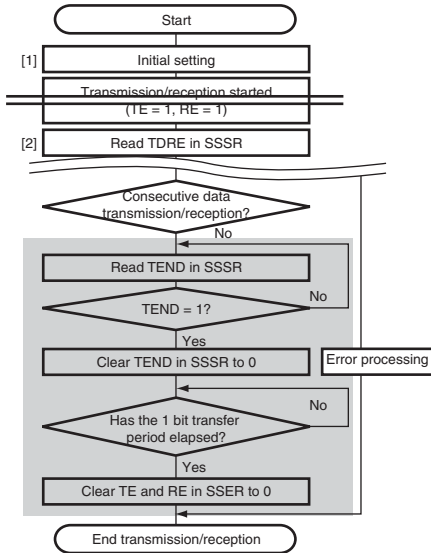 Start
[1]
Initial setting
Transmission/reception started
(TE = 1, RE = 1)
[2]
Read TDRE in SSSR
Consecutive data
transmission/reception?
No
Read TEND in SSSR
No
TEND = 1?
Yes
Clear TEND in SSSR to 0
Error processing
No
Has the 1 bit transfer
period elapsed?
Yes
Clear TE and RE in SSER to 0
End transmission/reception